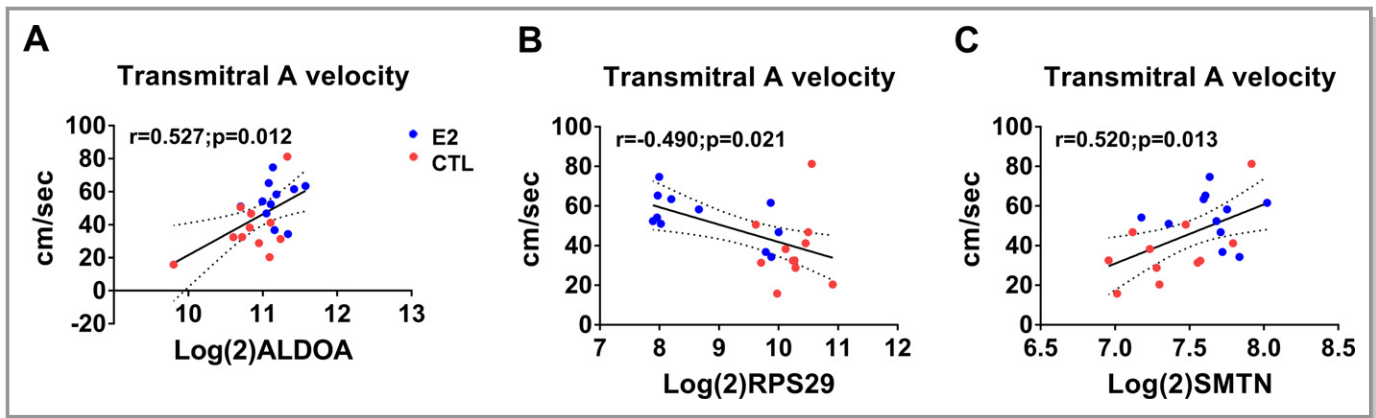 A
Transmitral A velocity
r=0.527;p=0.012
E2
CTL
100
80
60
40
20
0
-20
cm/sec
10 11 12 13
Log(2)ALDOA
B
Transmitral A velocity
r=-0.490;p=0.021
100
80
60
40
20
0
cm/sec
7 8 9 10 11 12
Log(2)RPS29
C
Transmitral A velocity
r=0.520;p=0.013
100
80
60
40
20
0
cm/sec
6.5 7.0 7.5 8.0 8.5
Log(2)SMTN